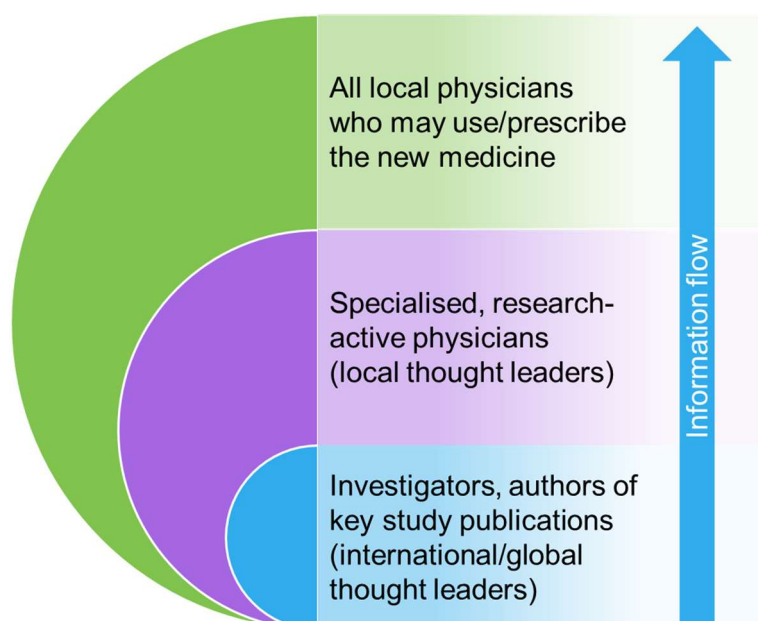 All local physicians
who may use/prescribe
the new medicine
Specialised, research-
active physicians
(local thought leaders)
Investigators, authors of
key study publications
(international/global
thought leaders)
Information flow